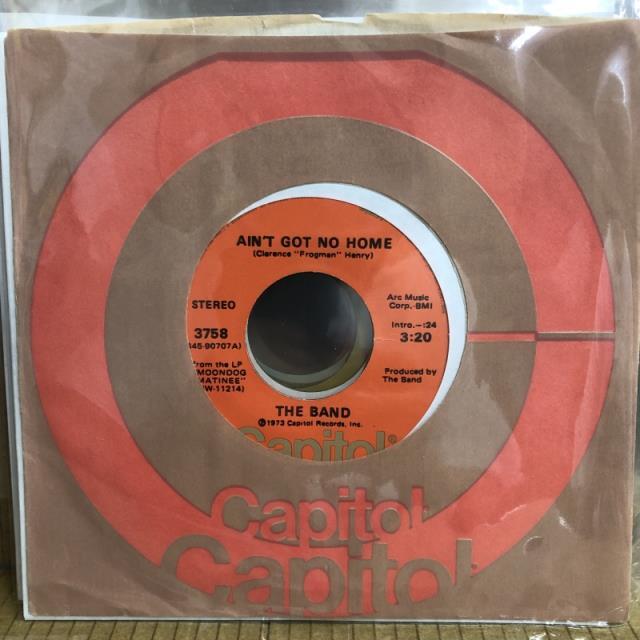 AIN'T GOT NO HOME
(Clarence "Frogman" Henry)
STEREO
3758
(45-90707A)
from the LP
"MOONDOG
MATINEE"
(SW-11214)
Arc Music
Corp.-BMI
Intro.-:24
3:20
Produced by
The Band
THE BAND
℗1973 Capitol Records, Inc.
Capitol®
Capitol
Capitol